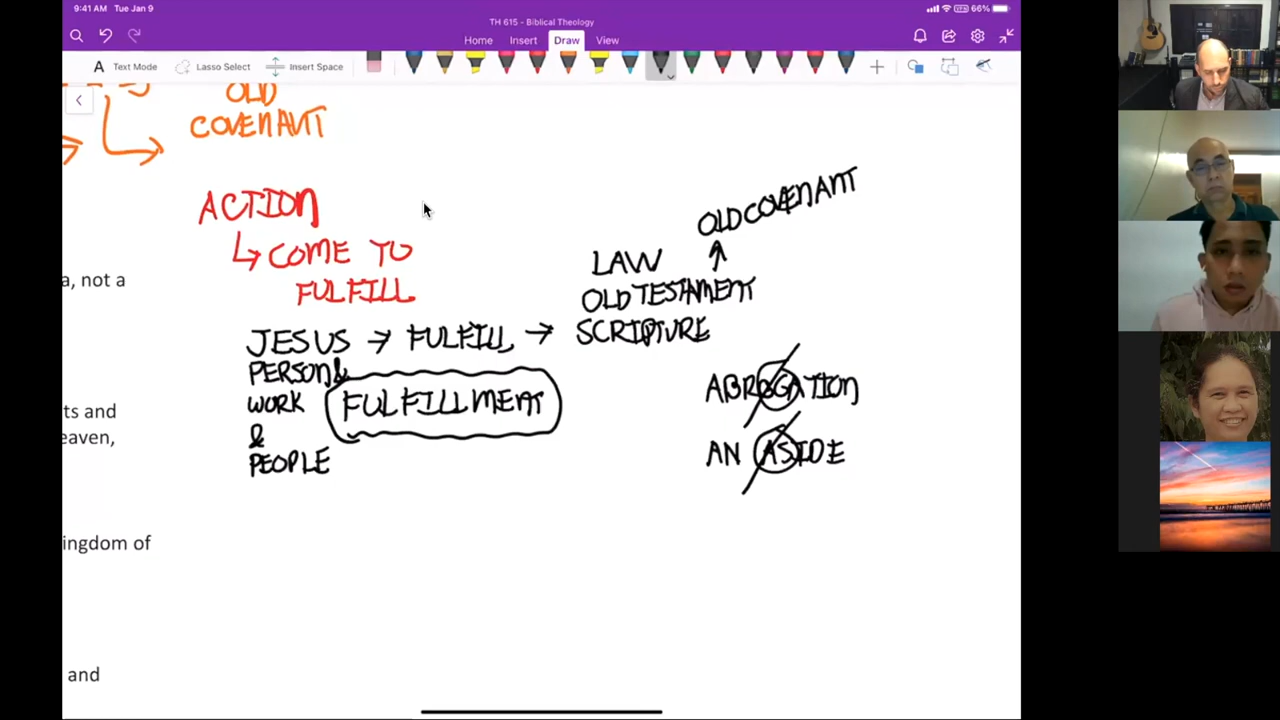 9:41 AM Tue Jan 9
66%
TH 615 - Biblical Theology
Home Insert Draw View
Text Mode Lasso Select Insert Space
OLD
COVENANT
ACTION
COME TO
FULFILL
OLD COVENANT
LAW
OLD TESTAMENT
JESUS → FULFILL → SCRIPTURE
PERSON &
WORK
&
PEOPLE
FULFILLMENT
ABROGATION
AN ASIDE
a, not a
ts and
eaven,
ingdom of
and